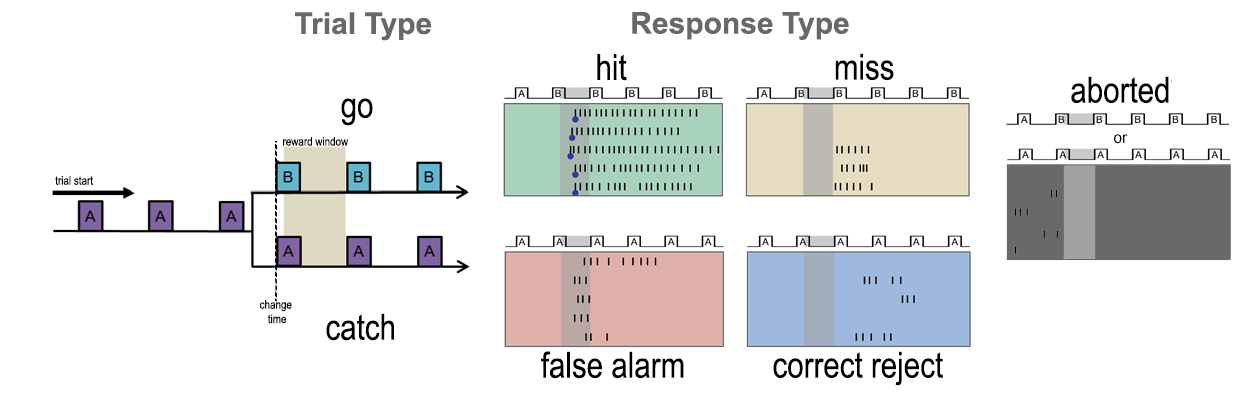 Trial Type
Response Type
go
reward window
trial start
A A A
B B B
A A A
change
time
catch
hit
A B B B B B
miss
A B B B B B
false alarm
A A A A A A
correct reject
A A A A A A
aborted
A B B B B B
or
A A A A A A